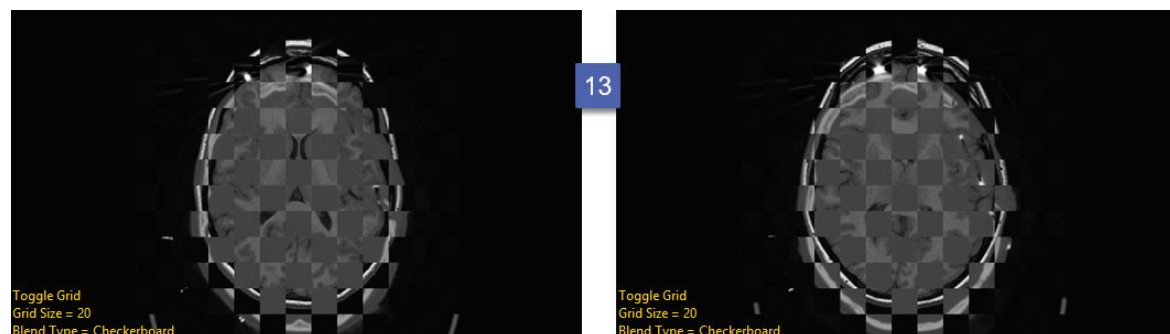 13
Toggle Grid
Grid Size = 20
Blend Type = Checkerboard
Toggle Grid
Grid Size = 20
Blend Type = Checkerboard